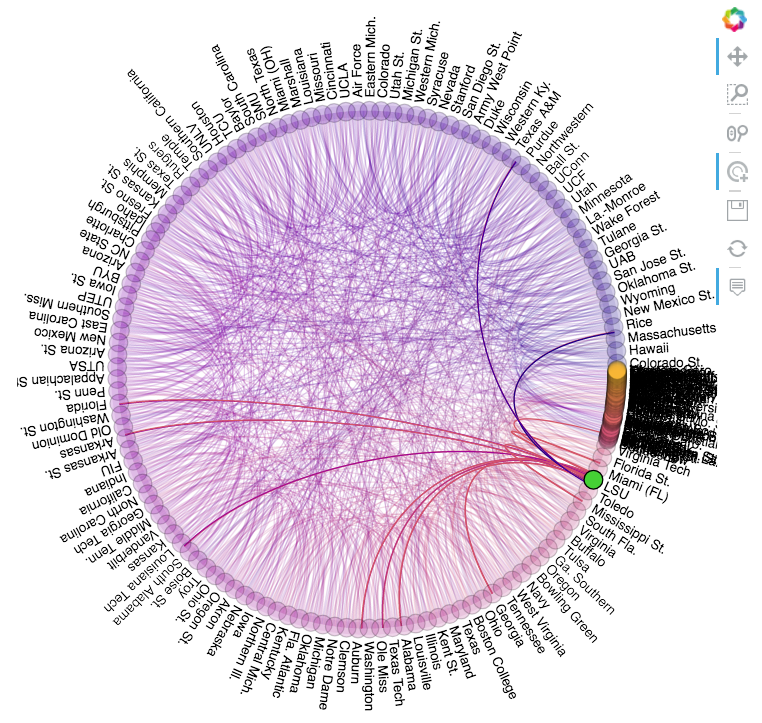 Eastern Mich.
Colorado
Utah St.
Michigan St.
Western Mich.
Syracuse
Nevada
Stanford
San Diego St.
Army West Point
Duke
Wisconsin
Western Ky.
Texas A&M
Purdue
Northwestern
Ball St.
UConn
UCF
Utah
Minnesota
La.-Monroe
Wake Forest
Tulane
Georgia St.
UAB
San Jose St.
Oklahoma St.
Wyoming
New Mexico St.
Rice
Massachusetts
Hawaii
Colorado St.
Virginia Tech
Florida St.
Miami (FL)
LSU
Toledo
Mississippi St.
South Fla.
Virginia
Buffalo
Tulsa
Ga. Southern
Oregon
Bowling Green
Navy
West Virginia
Tennessee
Georgia
Ohio
Boston College
Texas
Maryland
Kent St.
Illinois
Louisville
Alabama
Texas Tech
Ole Miss
Washington
Auburn
Clemson
Notre Dame
Michigan
Oklahoma
Fla. Atlantic
Kentucky
Central Mich.
Northern Ill.
Iowa
Nebraska
Akron
Oregon St.
Ohio St.
Troy
Boise St.
South Alabama
Louisiana Tech
Kansas
Vanderbilt
Middle Tenn.
Georgia Tech
North Carolina
California
Indiana
FIU
Arkansas St.
Arkansas
Old Dominion
Washington St.
Florida
Penn St.
Appalachian St
UTSA
Arizona St.
New Mexico
East Carolina
Southern Miss.
UTEP
Iowa St.
BYU
Arizona
NC State
Charlotte
Pittsburgh
Idaho
Fresno St.
Kansas St.
Memphis
Texas St.
Rutgers
Temple
Southern California
UNLV
Houston
TCU
Baylor
South Carolina
SMU
North Texas
Miami (OH)
Marshall
Louisiana
Missouri
Cincinnati
UCLA
Air Force